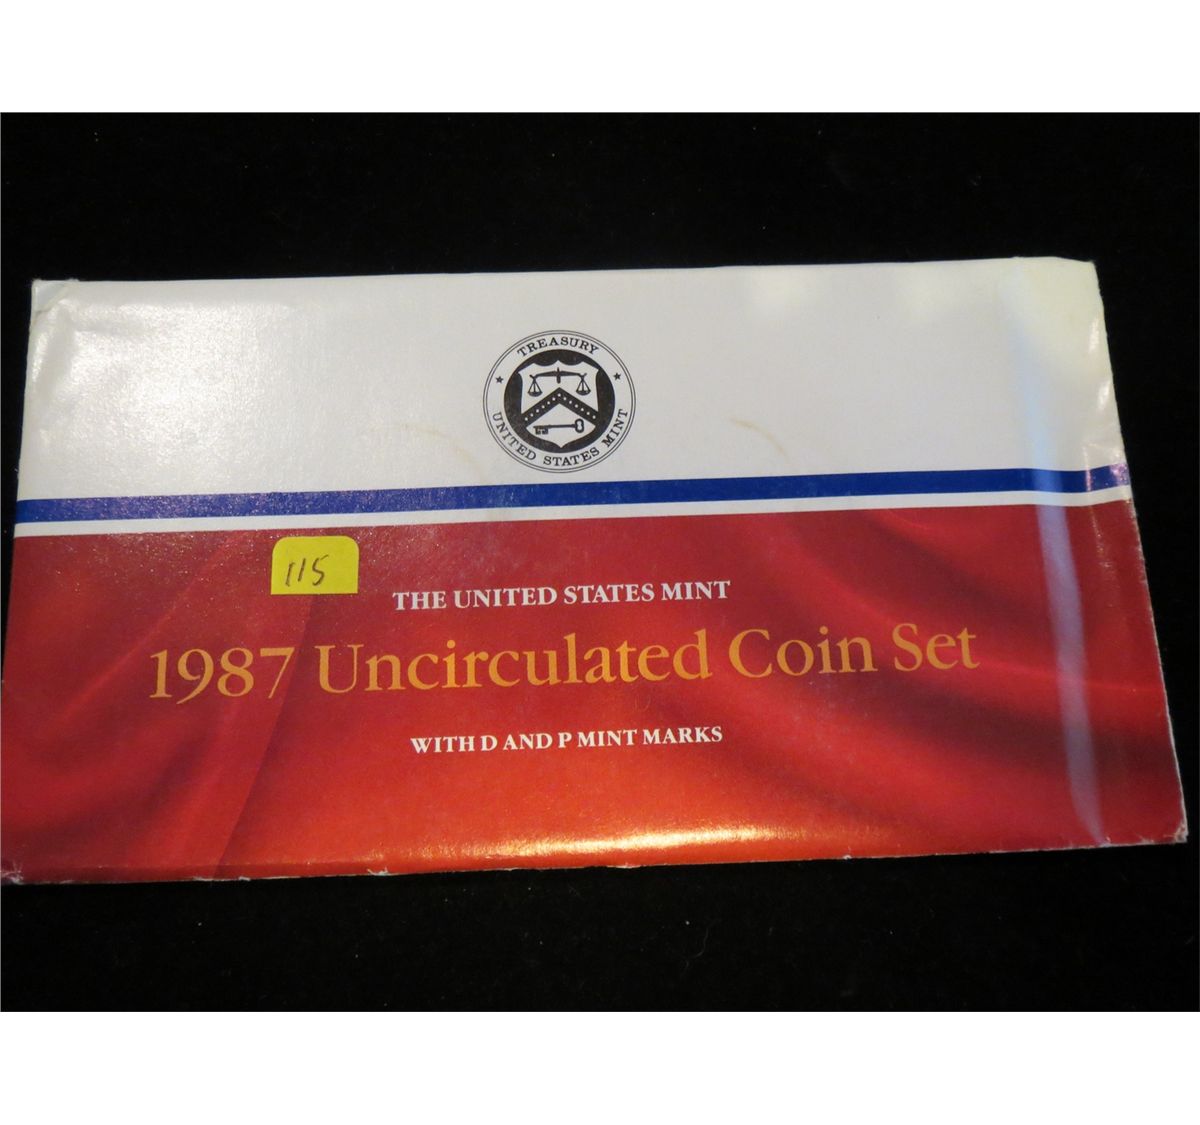 TREASURY
UNITED STATES MINT
115
THE UNITED STATES MINT
1987 Uncirculated Coin Set
WITH D AND P MINT MARKS